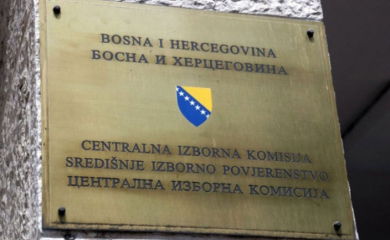 BOSNA I HERCEGOVINA
БОСНА И ХЕРЦЕГОВИНА
CENTRALNA IZBORNA KOMISIJA
SREDIŠNJE IZBORNO POVJERENSTVO
ЦЕНТРАЛНА ИЗБОРНА КОМИСИЈА